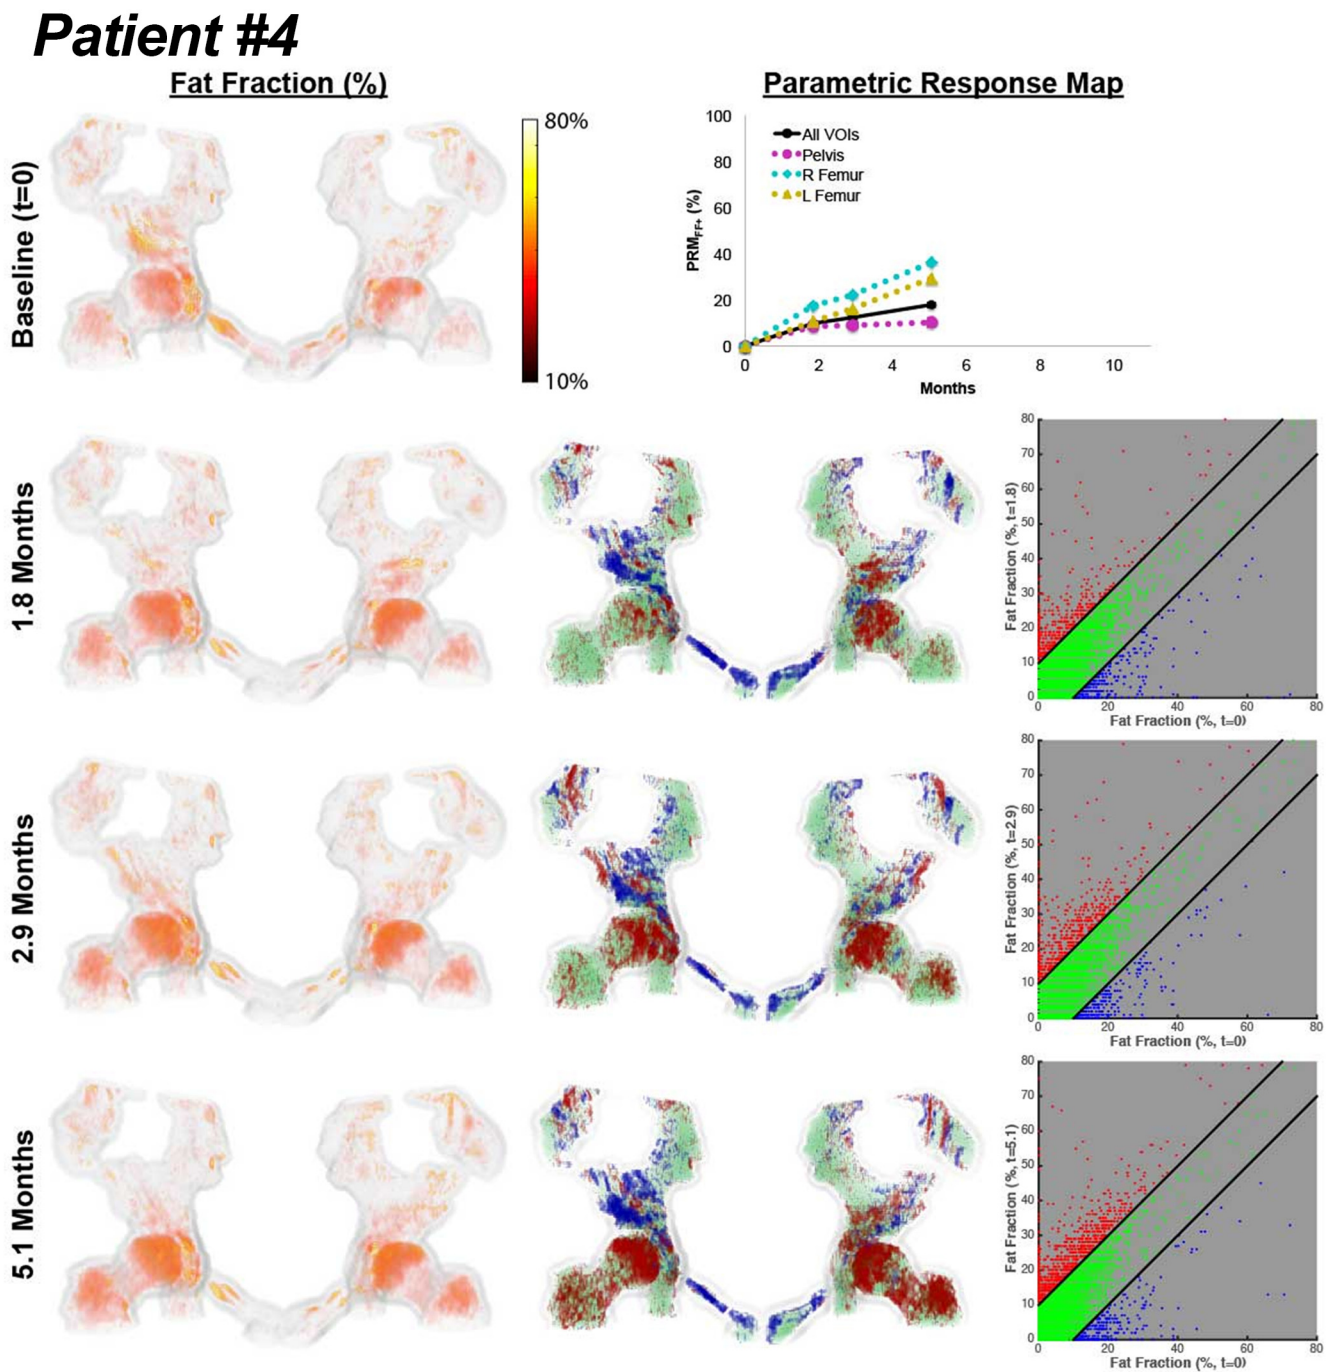 Patient #4
Fat Fraction (%)
Parametric Response Map
Baseline (t=0)
80%
10%
100
80
60
40
20
0
PRMFF+ (%)
All VOIs
Pelvis
R Femur
L Femur
0
2
4
6
8
10
Months
1.8 Months
80
70
60
50
40
30
20
10
0
Fat Fraction (%, t=1.8)
0
20
40
60
80
Fat Fraction (%, t=0)
2.9 Months
80
70
60
50
40
30
20
10
0
Fat Fraction (%, t=2.9)
0
20
40
60
80
Fat Fraction (%, t=0)
5.1 Months
80
70
60
50
40
30
20
10
0
Fat Fraction (%, t=5.1)
0
20
40
60
80
Fat Fraction (%, t=0)